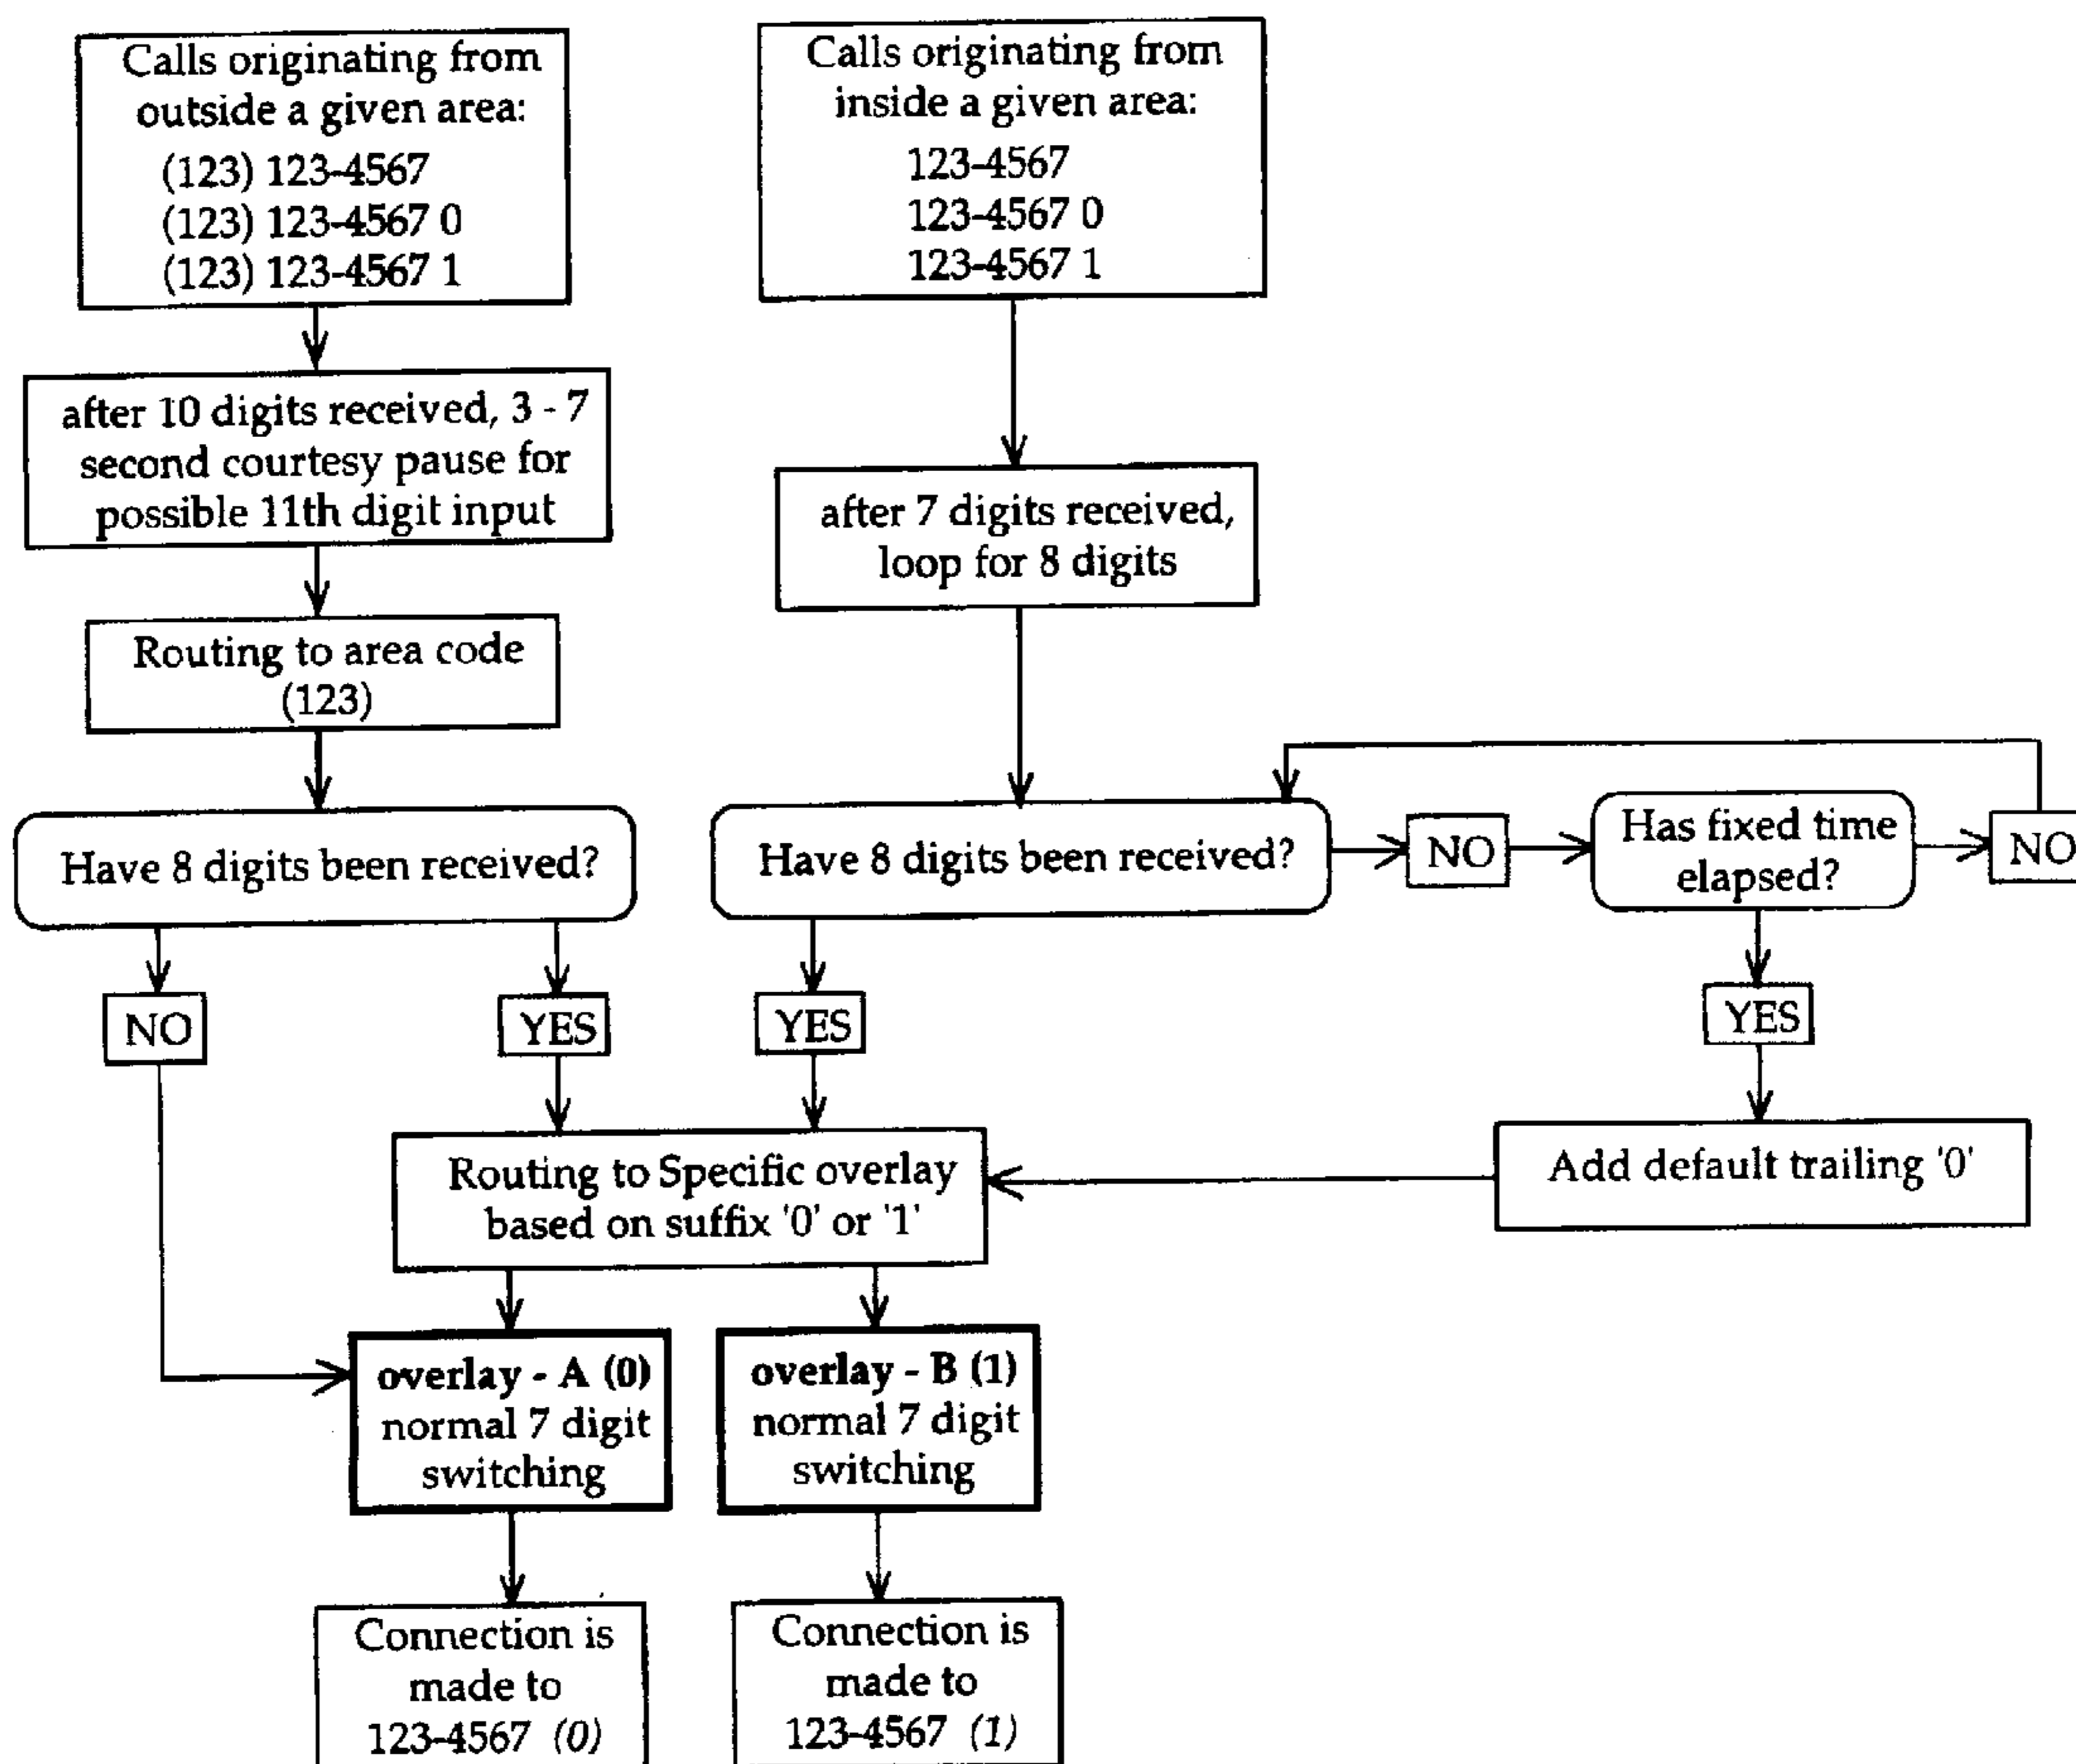 Calls originating from
outside a given area:
(123) 123-4567
(123) 123-4567 0
(123) 123-4567 1
Calls originating from
inside a given area:
123-4567
123-4567 0
123-4567 1
after 10 digits received, 3 - 7
second courtesy pause for
possible 11th digit input
after 7 digits received,
loop for 8 digits
Routing to area code
(123)
Have 8 digits been received?
Have 8 digits been received?
NO
Has fixed time
elapsed?
NO
NO
YES
YES
YES
Routing to Specific overlay
based on suffix '0' or '1'
Add default trailing '0'
overlay - A (0)
normal 7 digit
switching
overlay - B (1)
normal 7 digit
switching
Connection is
made to
123-4567 (0)
Connection is
made to
123-4567 (1)